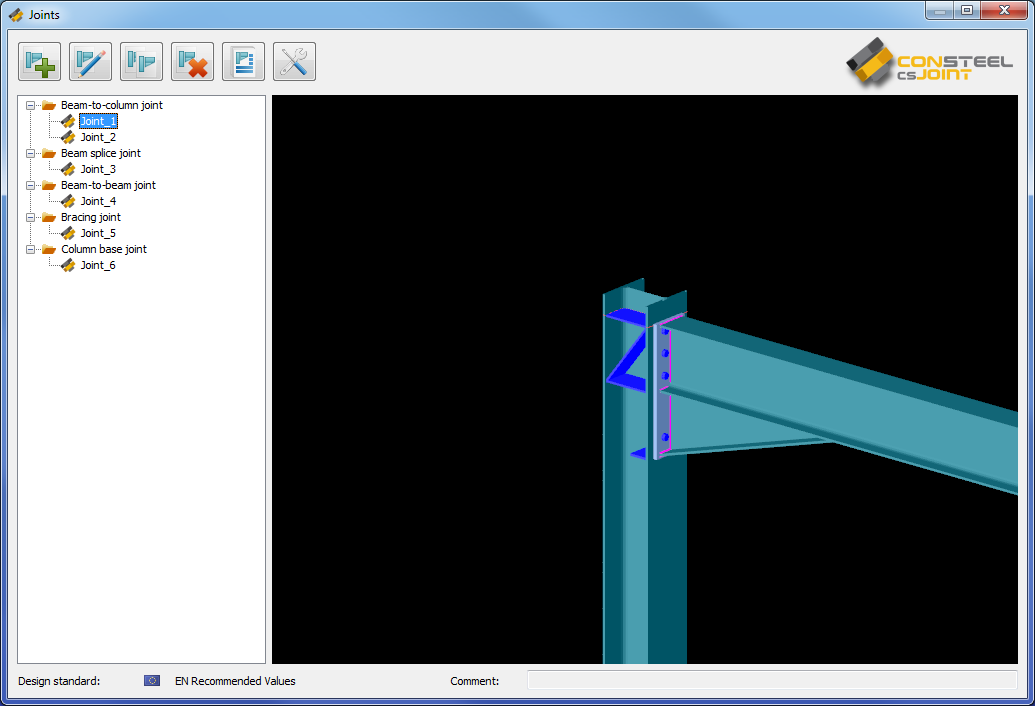 Joints
CONSTEEL
CSJOINT
Beam-to-column joint
Joint_1
Joint_2
Beam splice joint
Joint_3
Beam-to-beam joint
Joint_4
Bracing joint
Joint_5
Column base joint
Joint_6
Design standard: EN Recommended Values Comment: